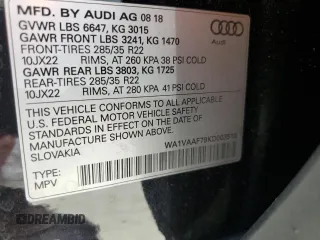 MFD BY AUDI AG 08 18
GVWR LBS 6647, KG 3015
GAWR FRONT LBS 3241, KG 1470
FRONT-TIRES 285/35 R22
10JX22 RIMS, AT 260 KPA 38 PSI COLD
GAWR REAR LBS 3803, KG 1725
REAR-TIRES 285/35 R22
10JX22 RIMS, AT 280 KPA 41 PSI COLD
THIS VEHICLE CONFORMS TO ALL APPLICABLE
FEDERAL MOTOR VEHICLE SAFETY STANDARDS
IN EFFECT ON THE DATE OF
MANUFACTURE SHOWN ABOVE.
SLOVAKIA
TYPE:
MPV
Audi
DREAMBID